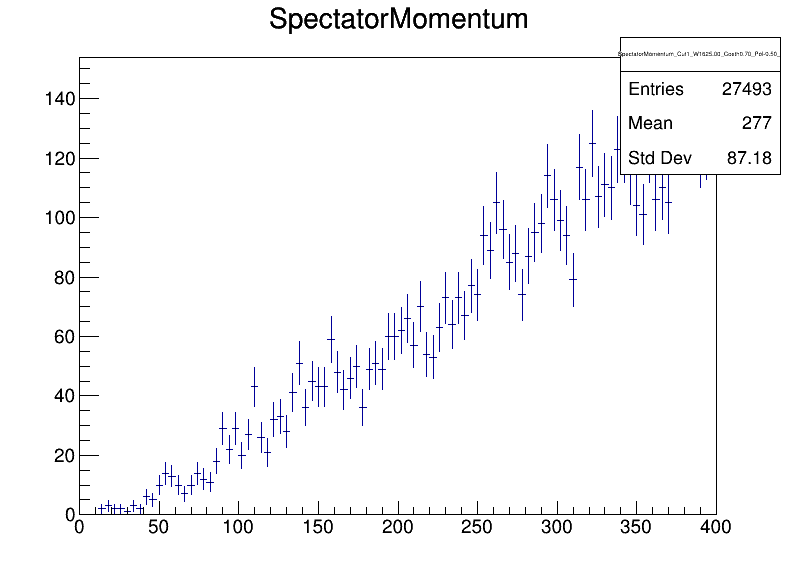 SpectatorMomentum
SpectatorMomentum_Cut1_W1625.00_Costh0.70_Pol-0.50_
Entries 27493
Mean 277
Std Dev 87.18
140
120
100
80
60
40
20
0
0 50 100 150 200 250 300 350 400